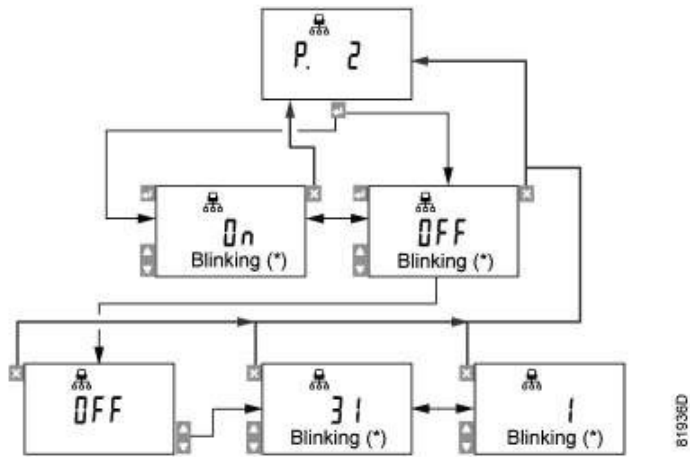 P. 2
On
Blinking (*)
OFF
Blinking (*)
OFF
31
Blinking (*)
1
Blinking (*)
81936D